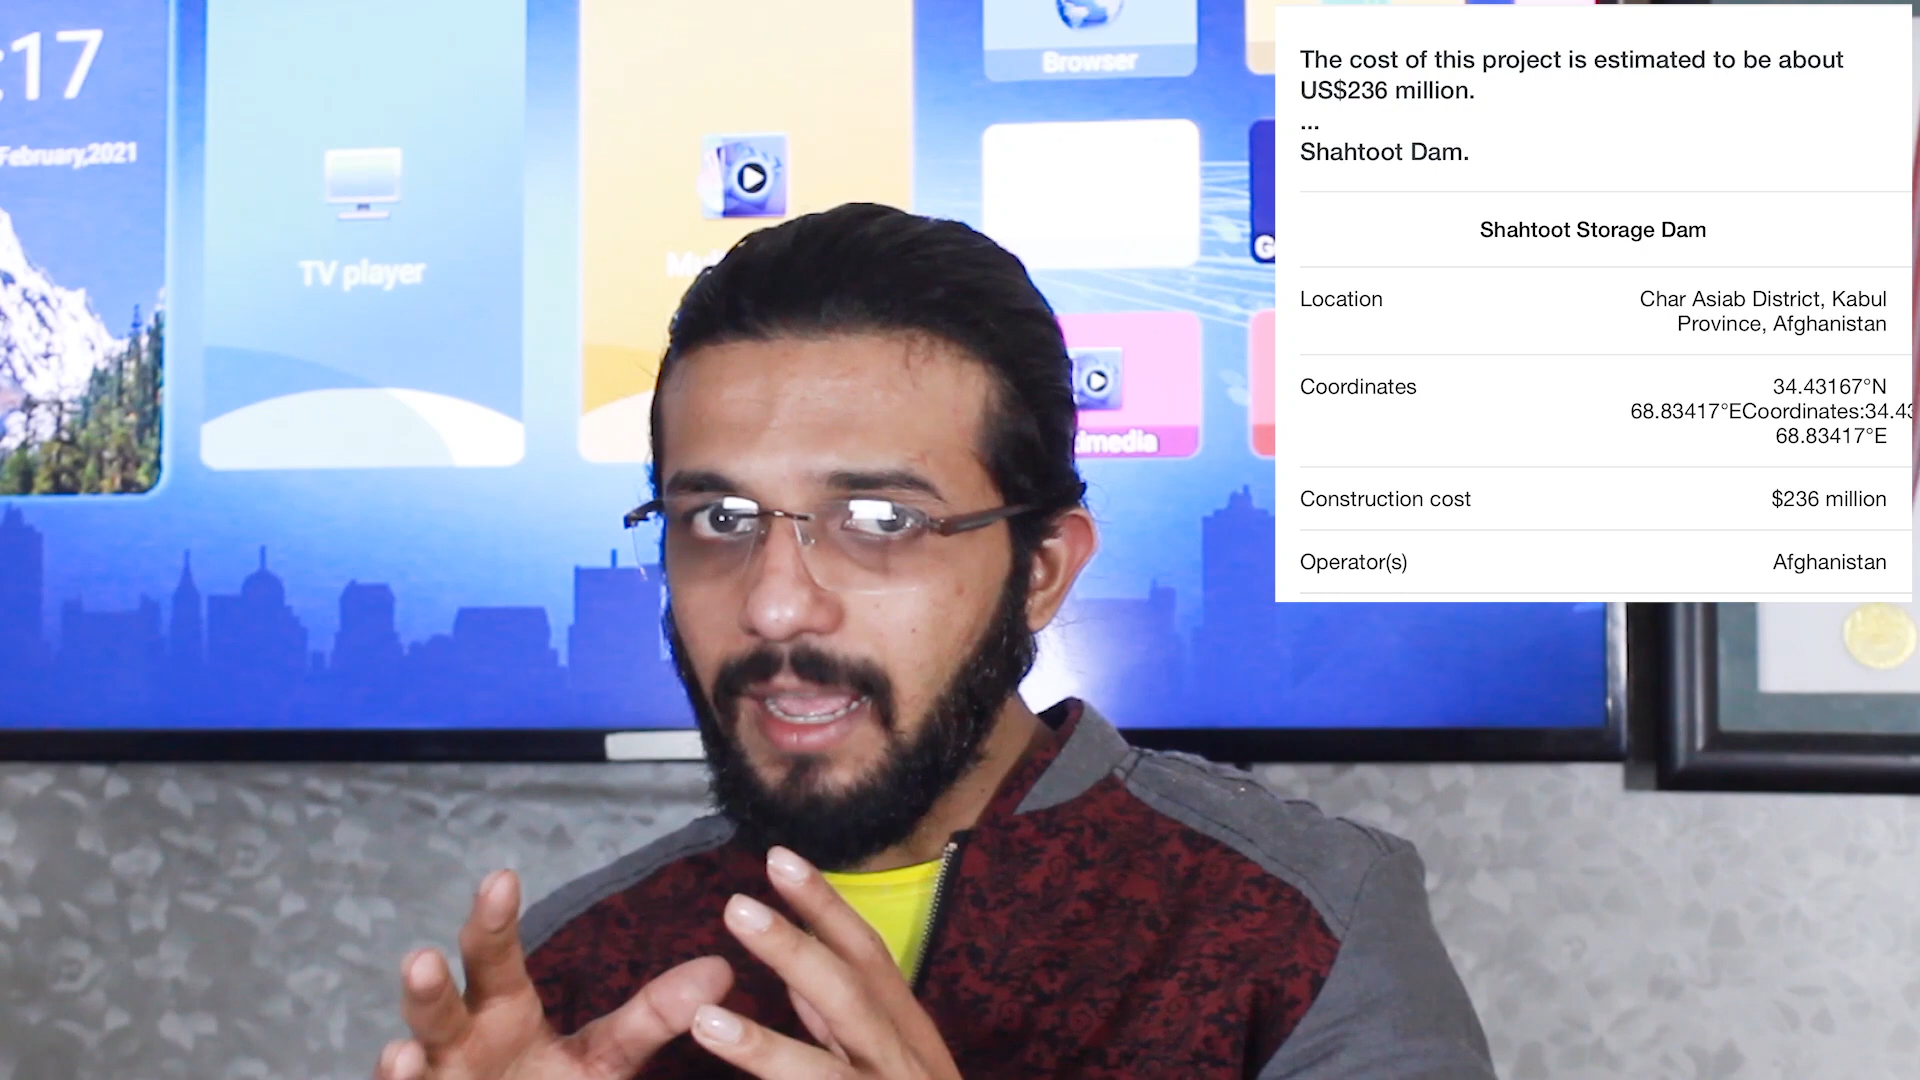 :17
February,2021
TV player
Browser
timedia
The cost of this project is estimated to be about
US$236 million.
...
Shahtoot Dam.
Shahtoot Storage Dam
Location
Char Asiab District, Kabul
Province, Afghanistan
Coordinates
34.43167°N
68.83417°ECoordinates:34.43
68.83417°E
Construction cost
$236 million
Operator(s)
Afghanistan